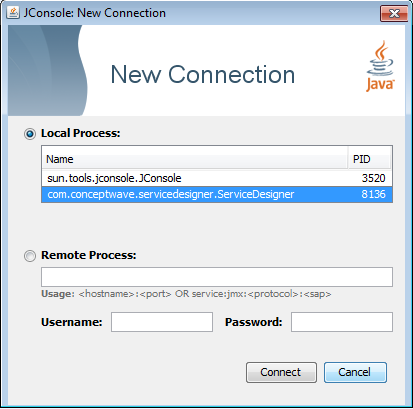 JConsole: New Connection
New Connection
Java
Local Process:
Name PID
sun.tools.jconsole.JConsole 3520
com.conceptwave.servicedesigner.ServiceDesigner 8136
Remote Process:
Usage: <hostname>:<port> OR service:jmx:<protocol>:<sap>
Username: Password:
Connect Cancel